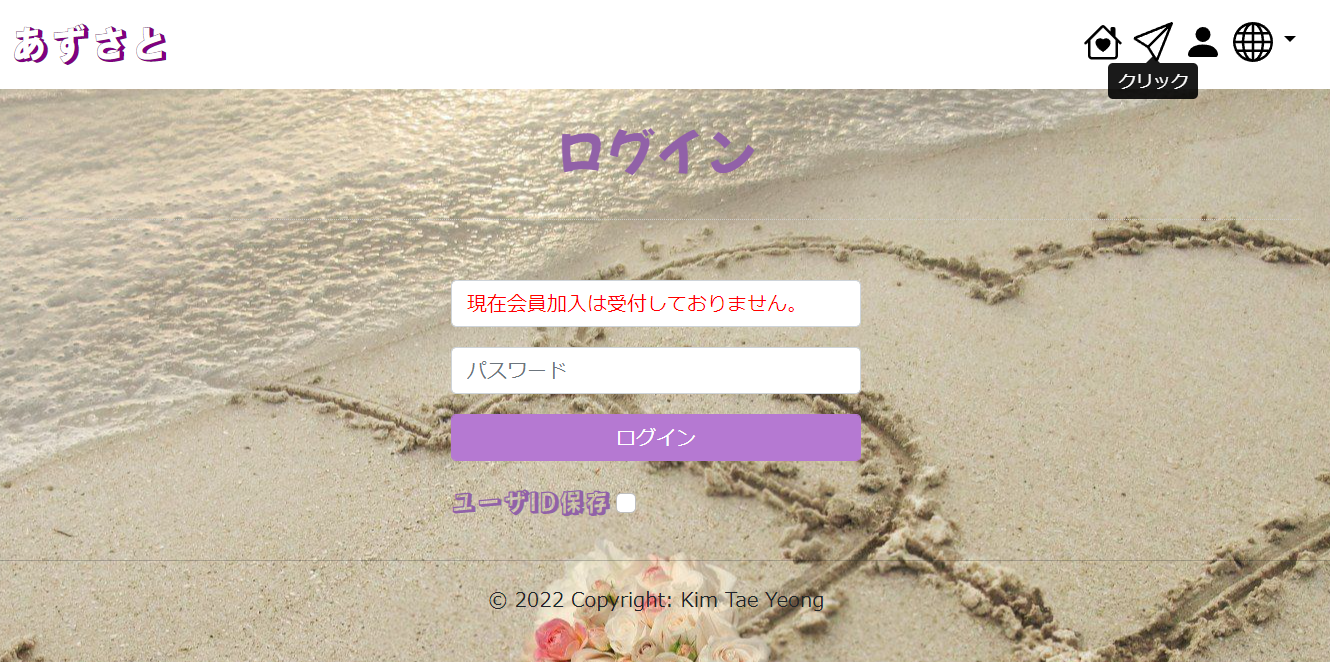 あずさと
クリック
ログイン
現在会員加入は受付しておりません。
パスワード
ログイン
ユーザID保存
© 2022 Copyright: Kim Tae Yeong